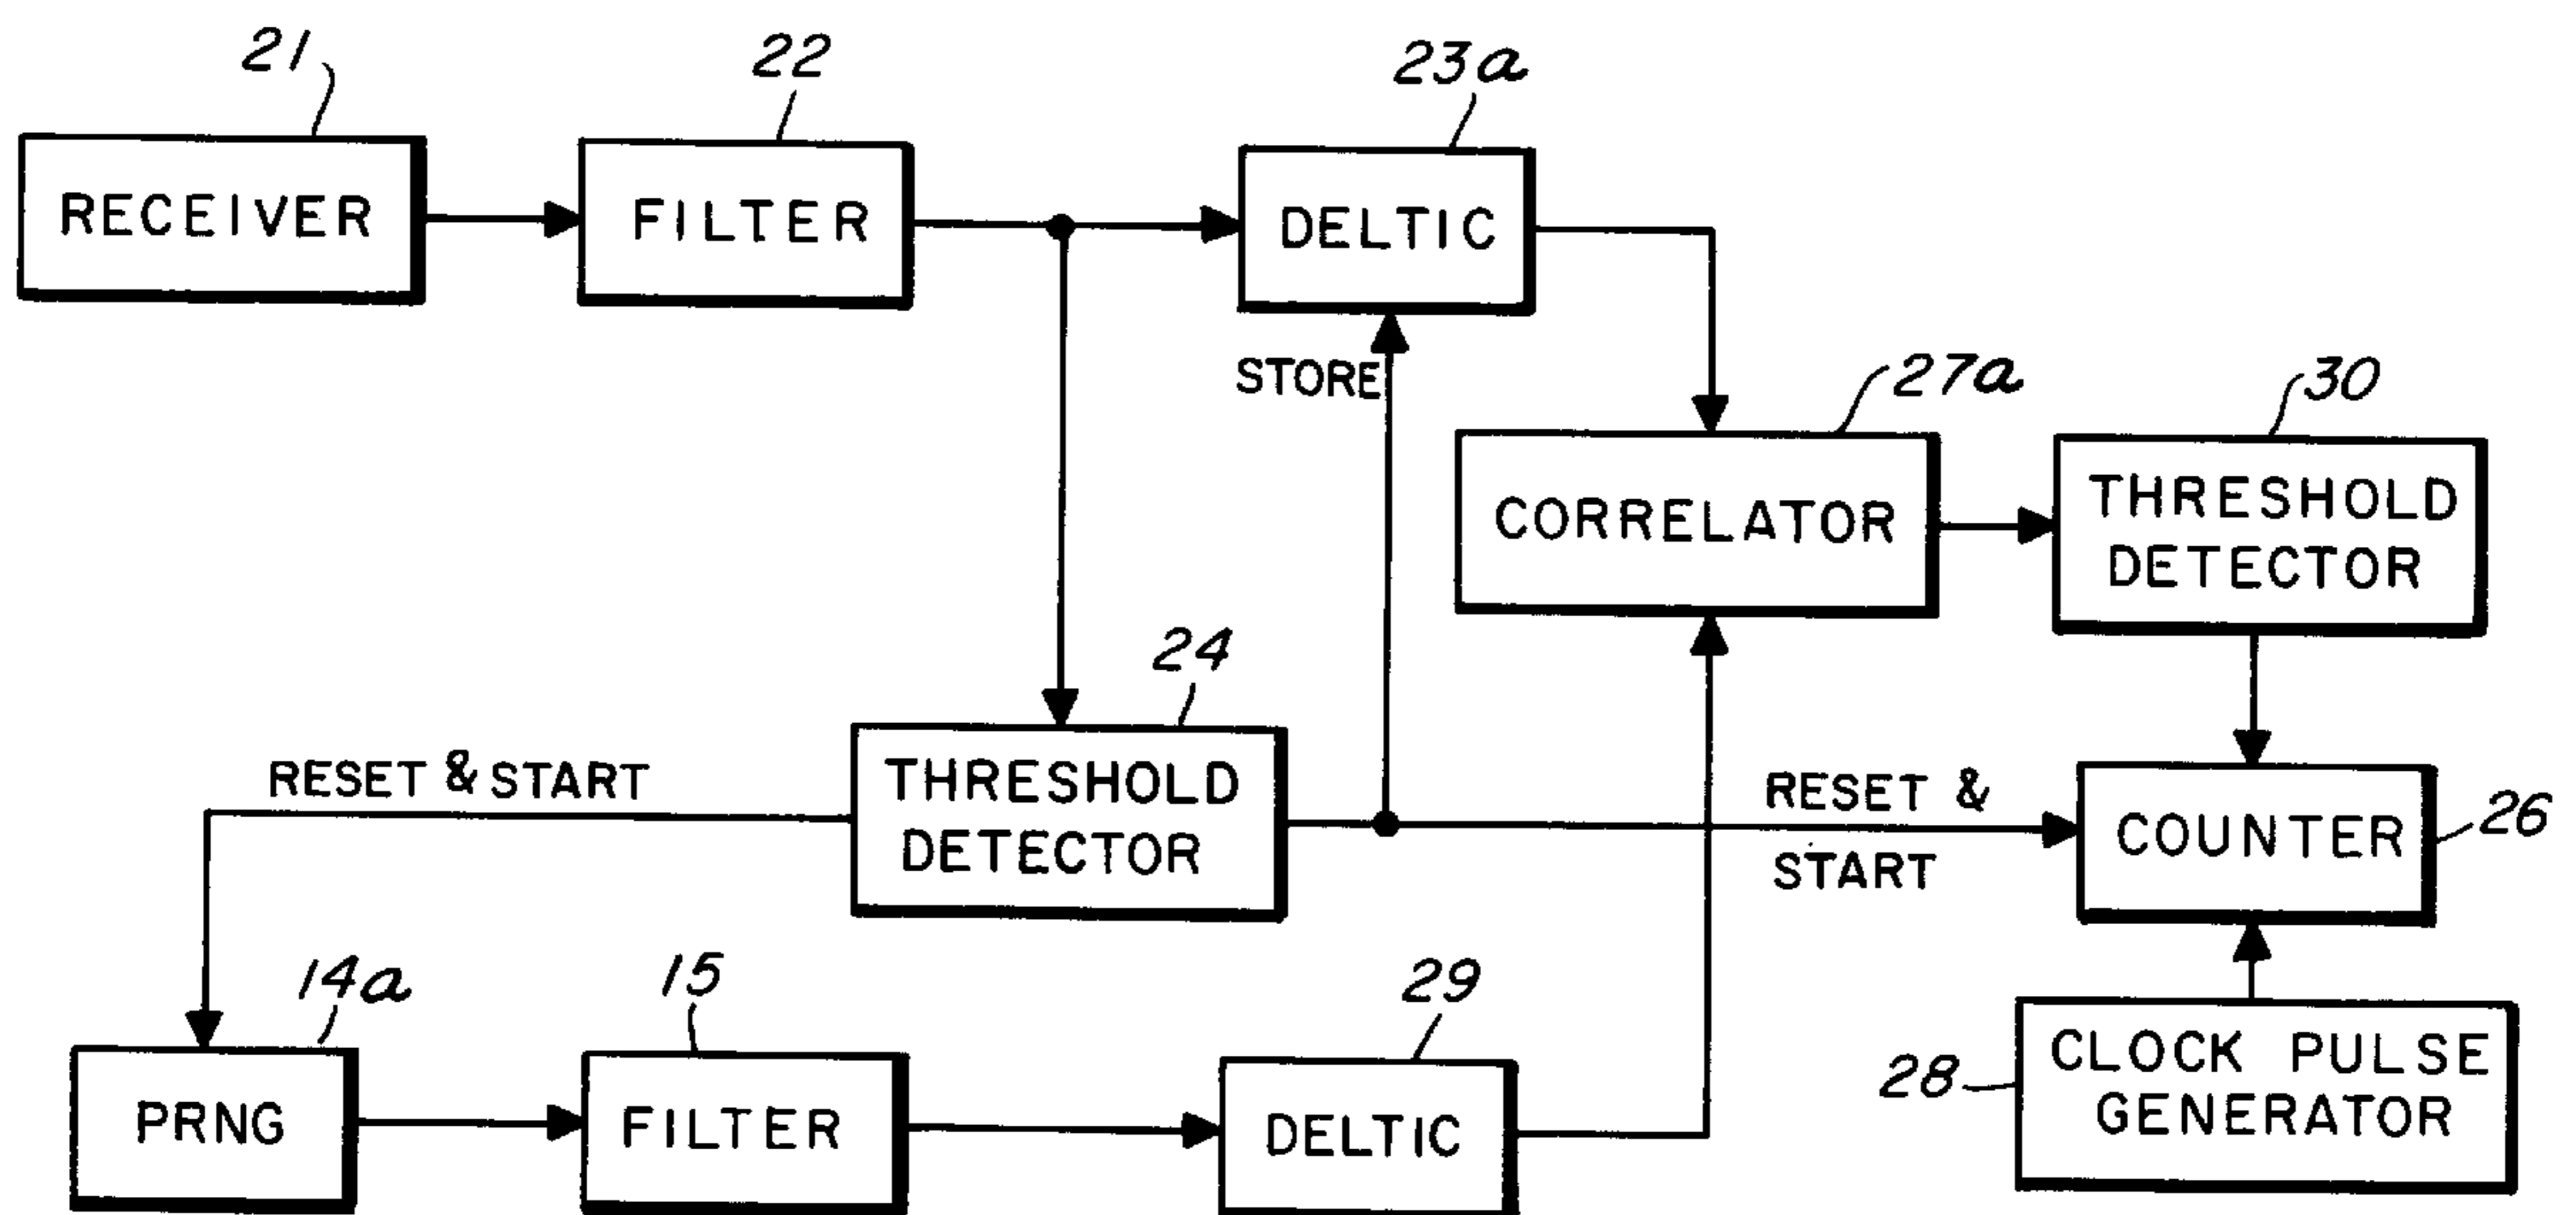 21
22
23a
RECEIVER
FILTER
DELTIC
STORE
27a
30
CORRELATOR
THRESHOLD
DETECTOR
24
RESET & START
THRESHOLD
DETECTOR
RESET &
START
COUNTER
26
14a
15
29
PRNG
FILTER
DELTIC
28
CLOCK PULSE
GENERATOR